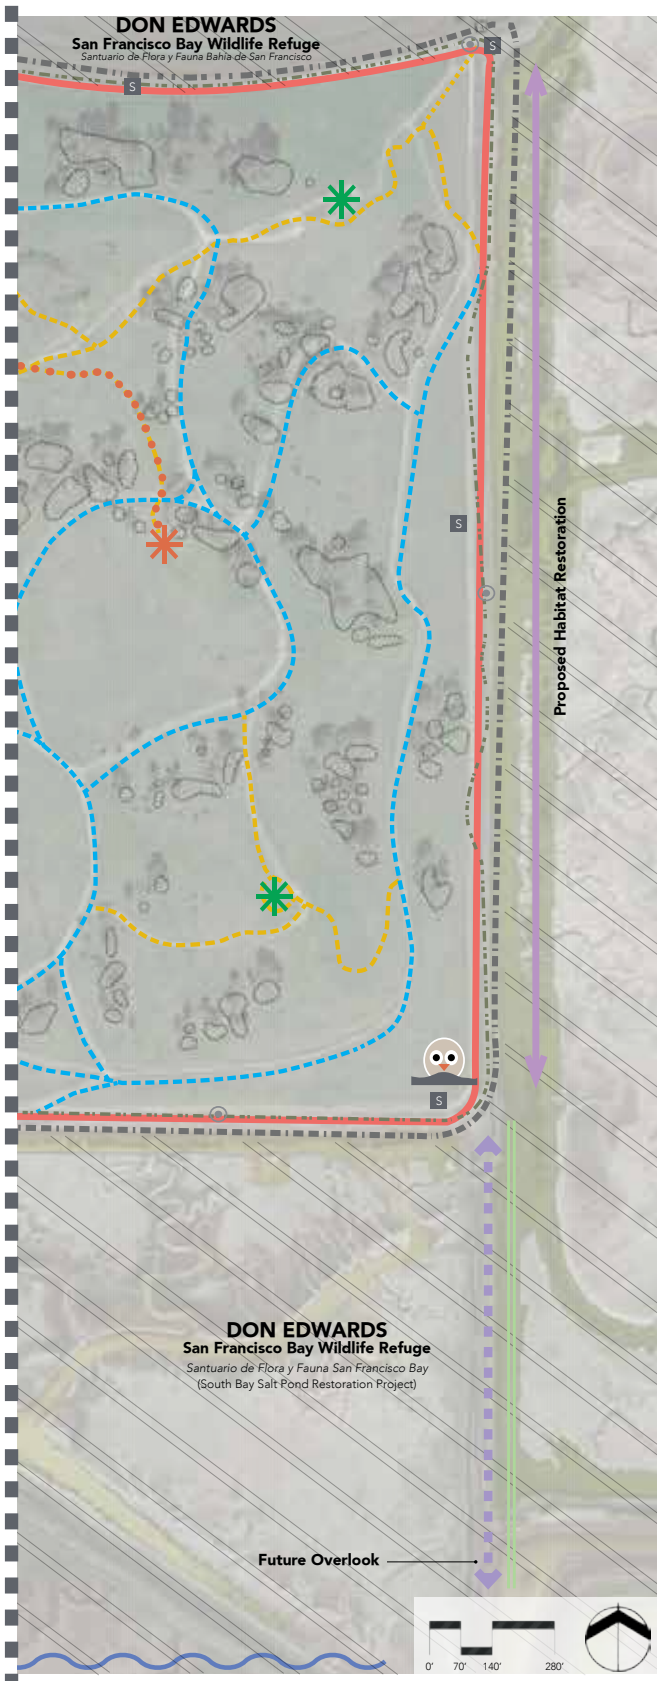 DON EDWARDS
San Francisco Bay Wildlife Refuge
Santuario de Flora y Fauna Bahía de San Francisco
S
S
S
Proposed Habitat Restoration
S
DON EDWARDS
San Francisco Bay Wildlife Refuge
Santuario de Flora y Fauna San Francisco Bay
(South Bay Salt Pond Restoration Project)
Future Overlook
0' 70' 140' 280'